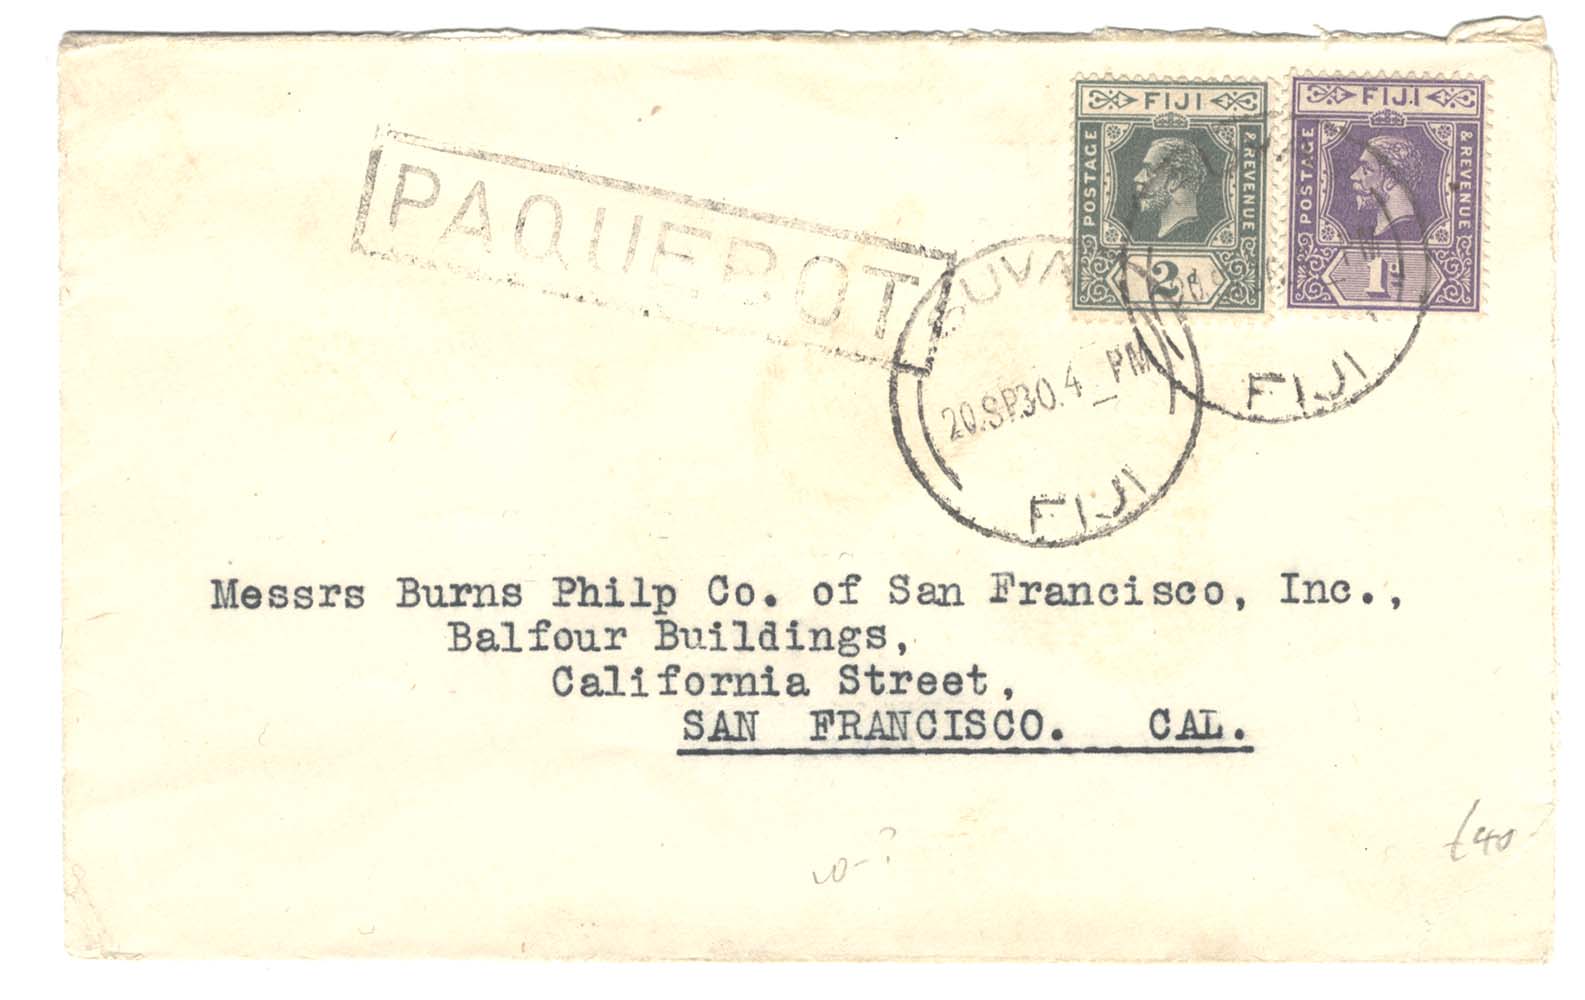 FIJI
POSTAGE & REVENUE
2d
FIJI
POSTAGE & REVENUE
1d
PAQUEBOT
SUVA
20.SP.30.4_PM
FIJI
FIJI
Messrs Burns Philp Co. of San Francisco, Inc.,
Balfour Buildings,
California Street,
SAN FRANCISCO. CAL.
£40